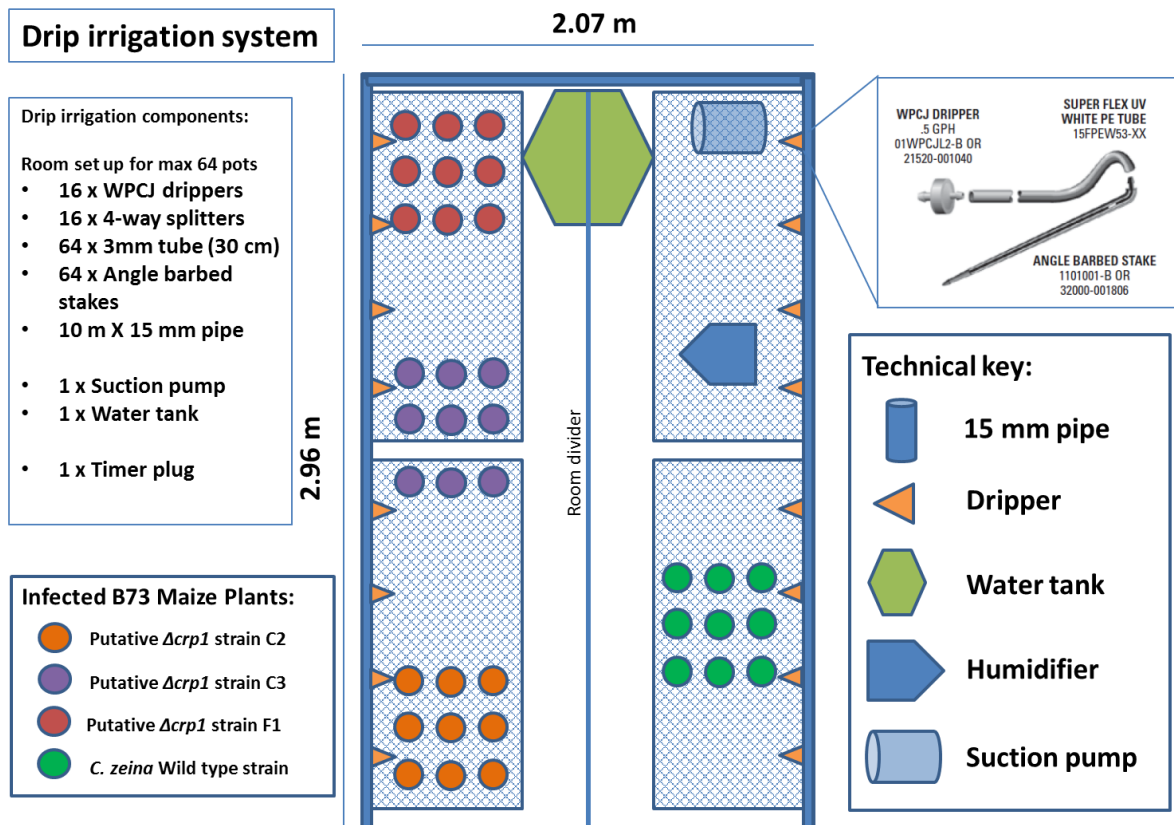 Drip irrigation system
2.07 m
Drip irrigation components:
Room set up for max 64 pots
• 16 x WPCJ drippers
• 16 x 4-way splitters
• 64 x 3mm tube (30 cm)
• 64 x Angle barbed
stakes
• 10 m X 15 mm pipe
• 1 x Suction pump
• 1 x Water tank
• 1 x Timer plug
2.96 m
Room divider
WPCJ DRIPPER
.5 GPH
01WPCJL2-B OR
21520-001040
SUPER FLEX UV
WHITE PE TUBE
15FPEW53-XX
ANGLE BARBED STAKE
1101001-B OR
32000-001806
Infected B73 Maize Plants:
Putative Δcrp1 strain C2
Putative Δcrp1 strain C3
Putative Δcrp1 strain F1
C. zeina Wild type strain
Technical key:
15 mm pipe
Dripper
Water tank
Humidifier
Suction pump